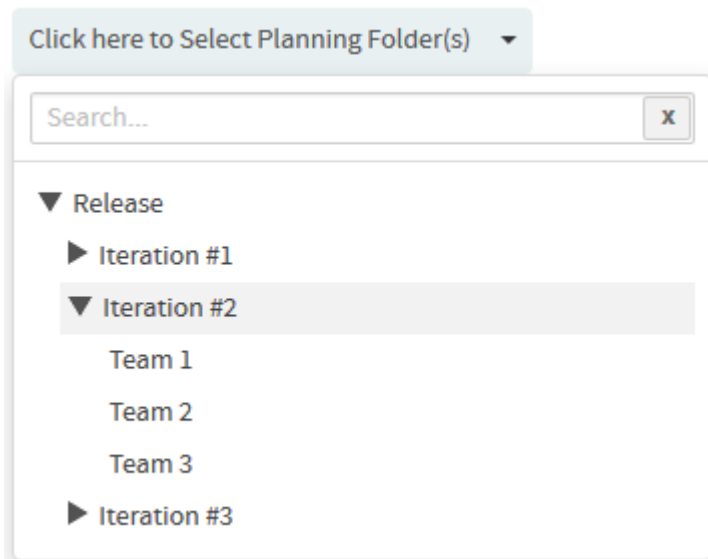 Click here to Select Planning Folder(s)
Search...
x
Release
Iteration #1
Iteration #2
Team 1
Team 2
Team 3
Iteration #3